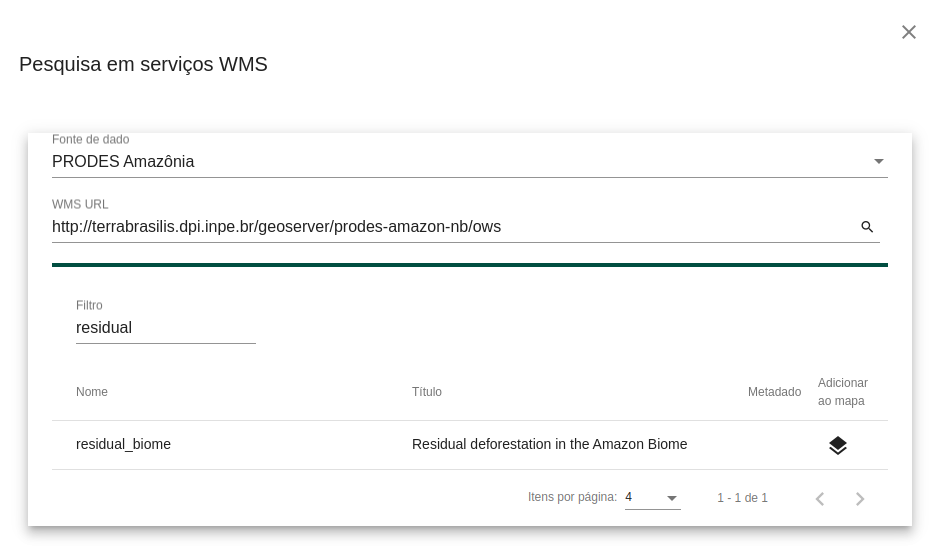 Pesquisa em serviços WMS
Fonte de dado
PRODES Amazônia
WMS URL
http://terrabrasilis.dpi.inpe.br/geoserver/prodes-amazon-nb/ows
Filtro
residual
Nome Título Metadado Adicionar
ao mapa
residual_biome Residual deforestation in the Amazon Biome
Itens por página: 4 1 - 1 de 1